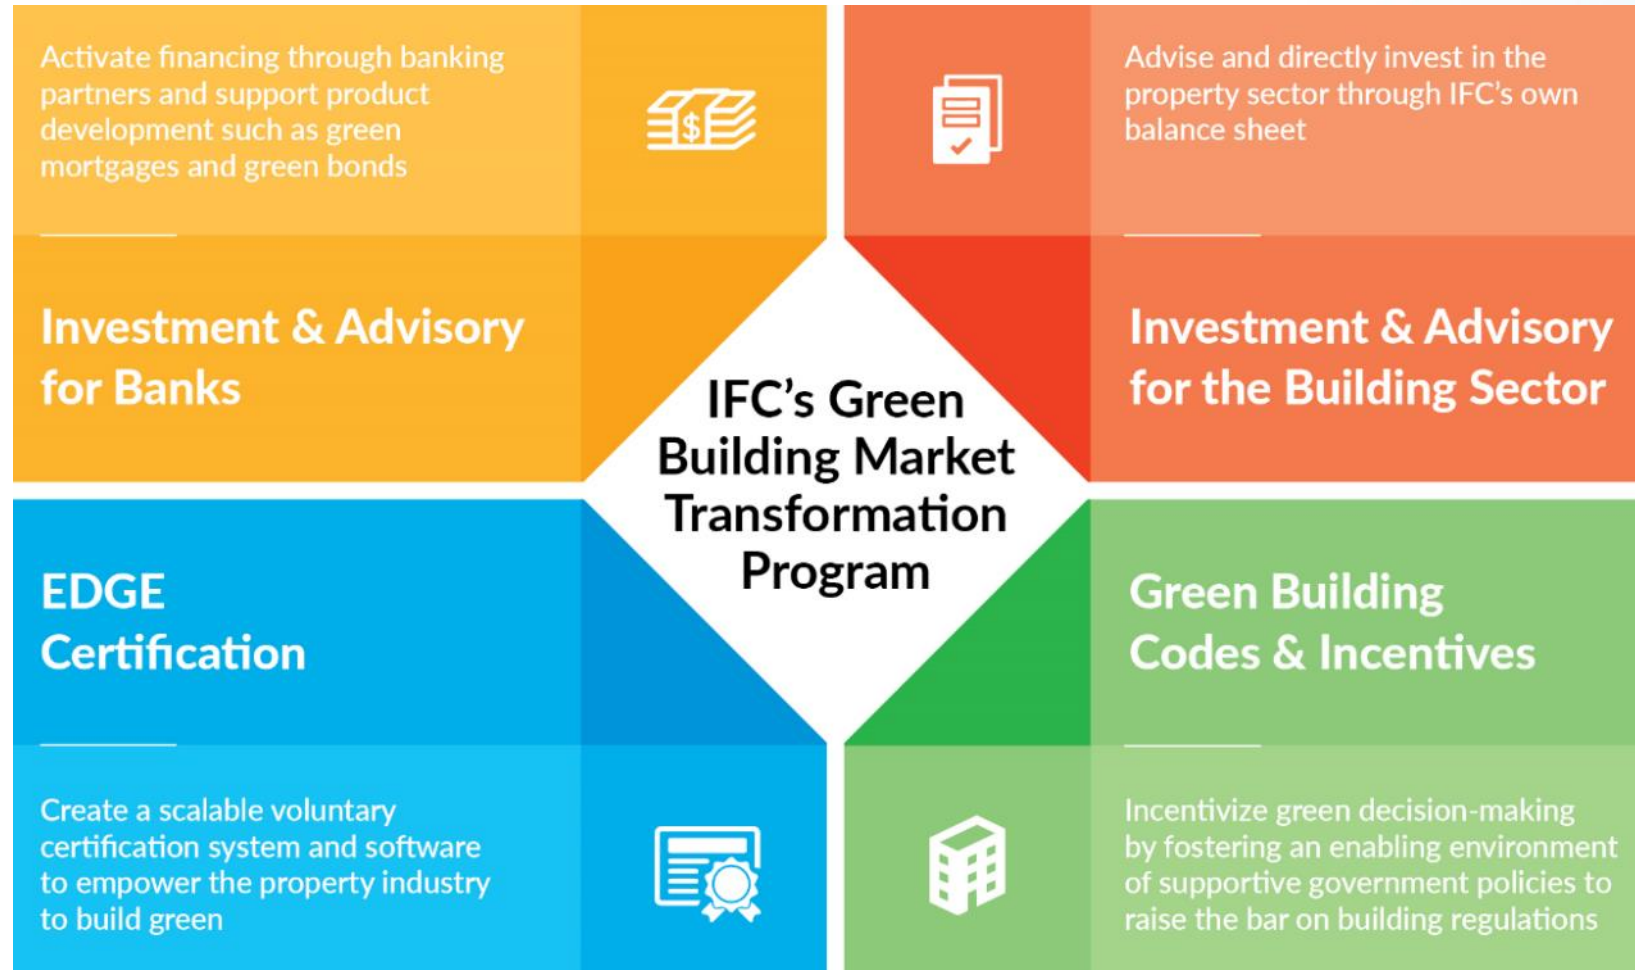 Activate financing through banking
partners and support product
development such as green
mortgages and green bonds
$
Investment & Advisory
for Banks
Advise and directly invest in the
property sector through IFC's own
balance sheet
Investment & Advisory
for the Building Sector
IFC's Green
Building Market
Transformation
Program
EDGE
Certification
Create a scalable voluntary
certification system and software
to empower the property industry
to build green
Green Building
Codes & Incentives
Incentivize green decision-making
by fostering an enabling environment
of supportive government policies to
raise the bar on building regulations